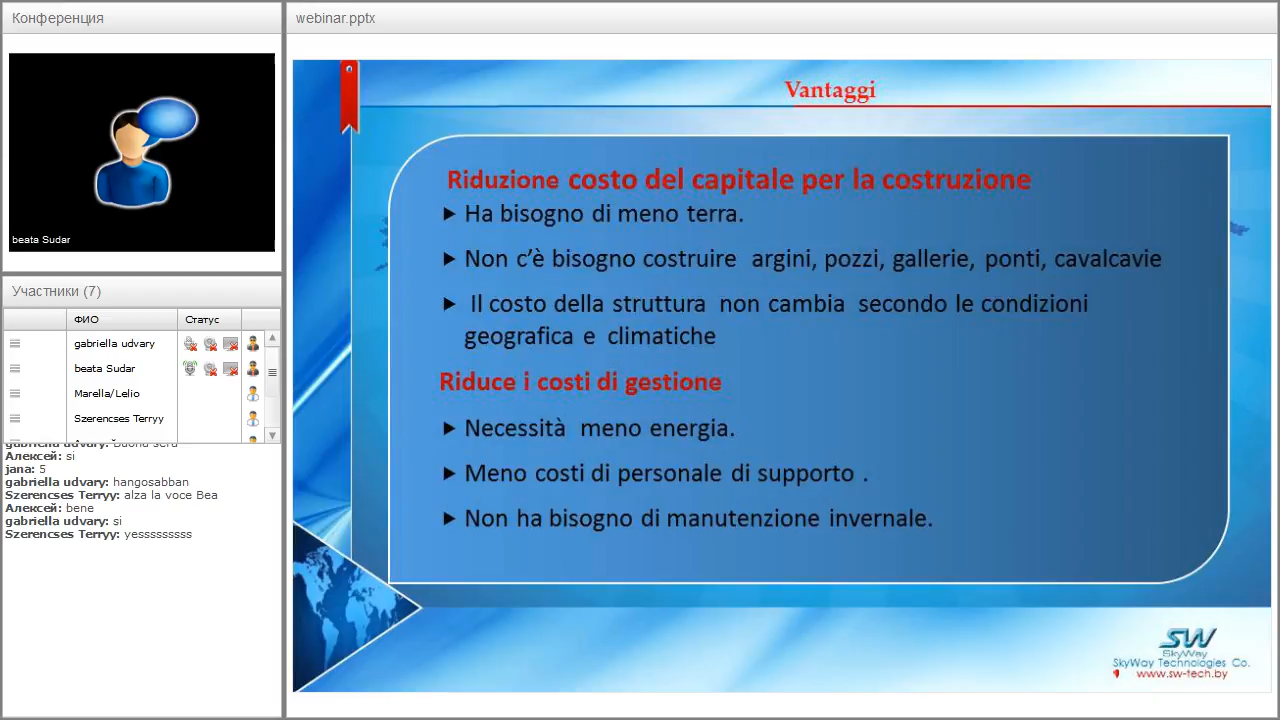 Конференция
beata Sudar
Участники (7)
ФИО
Статус
gabriella udvary
beata Sudar
Marella/Lelio
Szerencses Terryy
gabriella udvary: Buona sera
Алексей: si
jana: 5
gabriella udvary: hangosabban
Szerencses Terryy: alza la voce Bea
Алексей: bene
gabriella udvary: si
Szerencses Terryy: yesssssssss
webinar.pptx
Vantaggi
Riduzione costo del capitale per la costruzione
Ha bisogno di meno terra.
Non c’è bisogno costruire argini, pozzi, gallerie, ponti, cavalcavie
Il costo della struttura non cambia secondo le condizioni
geografica e climatiche
Riduce i costi di gestione
Necessità meno energia.
Meno costi di personale di supporto .
Non ha bisogno di manutenzione invernale.
SW
SkyWay
SkyWay Technologies Co.
www.sw-tech.by